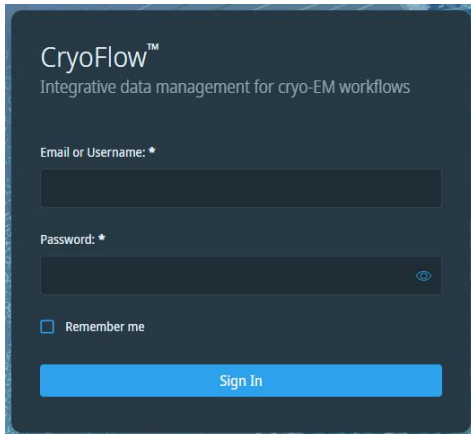 CryoFlow™
Integrative data management for cryo-EM workflows
Email or Username: *
Password: *
Remember me
Sign In